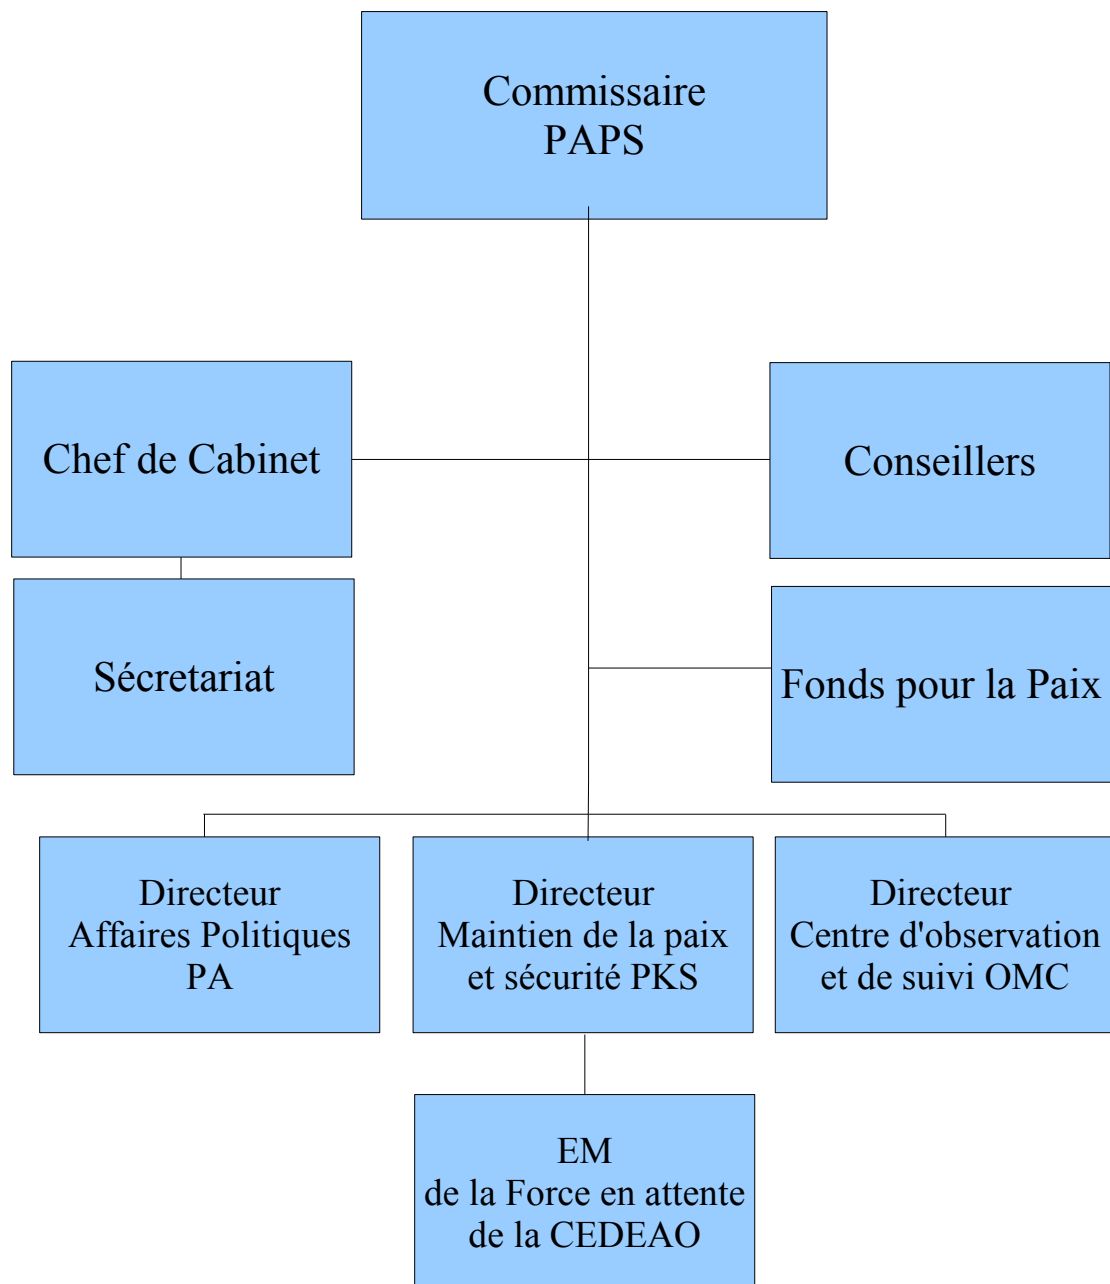 Commissaire
PAPS
Chef de Cabinet
Conseillers
Sécretariat
Fonds pour la Paix
Directeur
Affaires Politiques
PA
Directeur
Maintien de la paix
et sécurité PKS
Directeur
Centre d'observation
et de suivi OMC
EM
de la Force en attente
de la CEDEAO